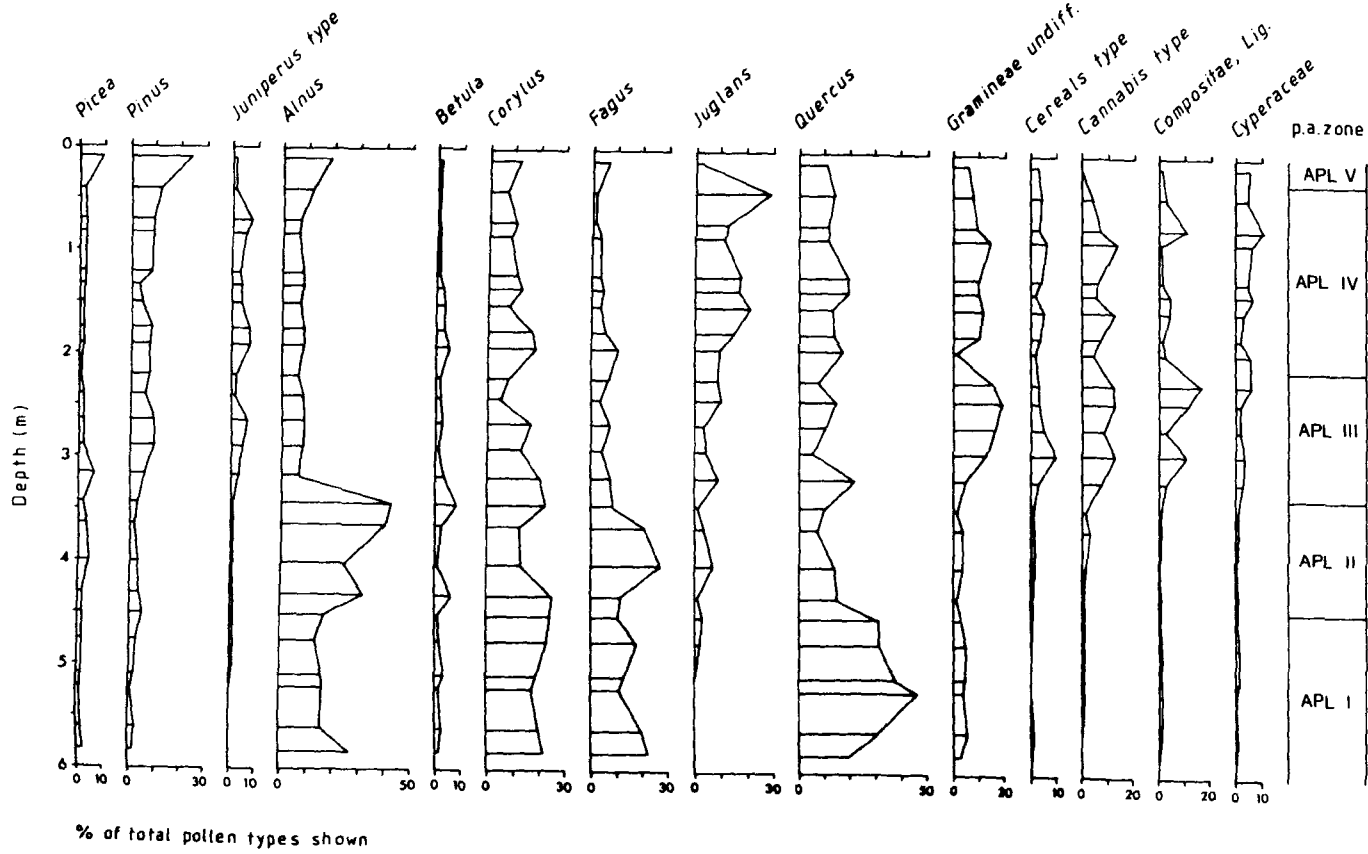 Picea
Pinus
Juniperus type
Alnus
Betula
Corylus
Fagus
Juglans
Quercus
Gramineae undiff.
Cereals type
Cannabis type
Compositae, Lig.
Cyperaceae
p.a.zone
0
1
2
3
4
5
6
Depth (m)
APL V
APL IV
APL III
APL II
APL I
0 10
0 30
0 10
0 50
0 10
0 30
0 30
0 30
0 50
0 20
0 10
0 20
0 20
0 10
% of total pollen types shown